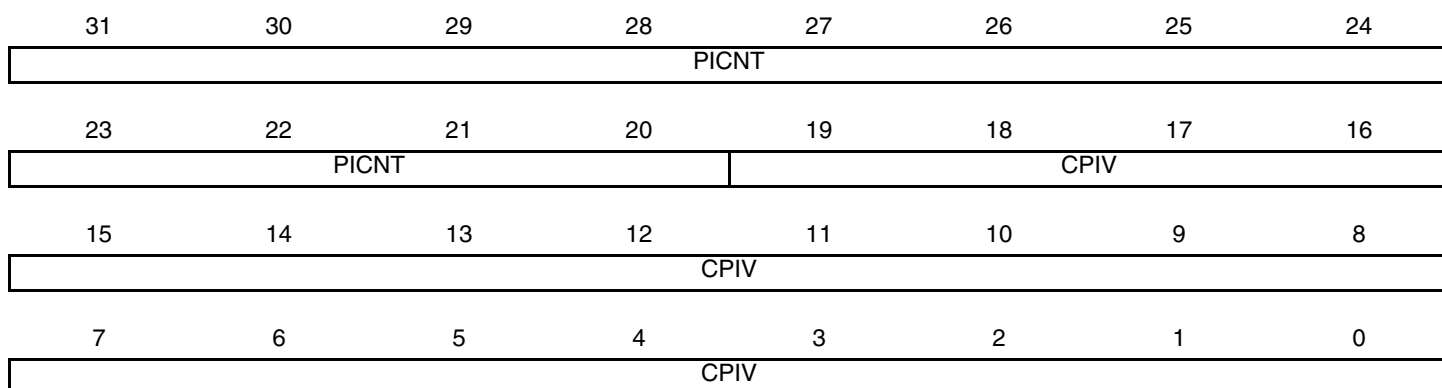 31 30 29 28 27 26 25 24
PICNT
23 22 21 20 19 18 17 16
PICNT CPIV
15 14 13 12 11 10 9 8
CPIV
7 6 5 4 3 2 1 0
CPIV